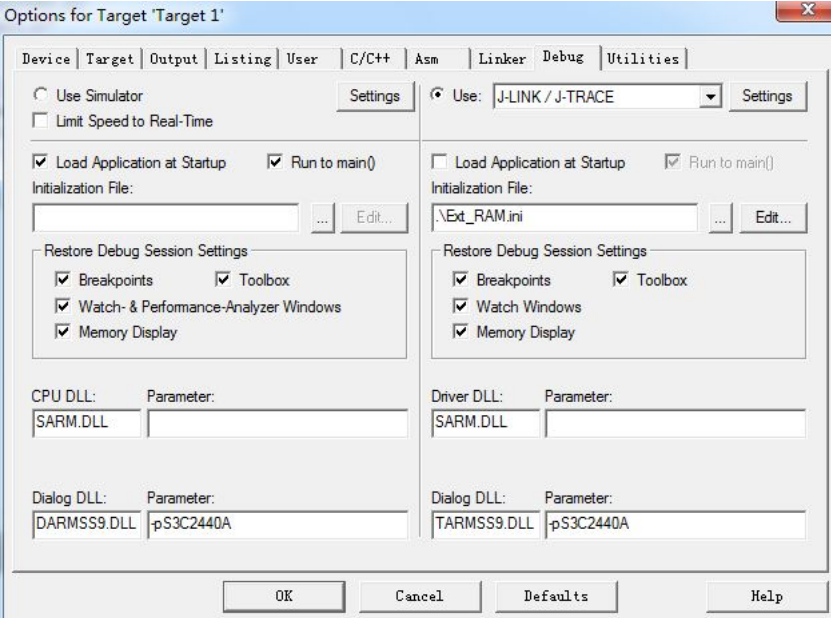 Options for Target 'Target 1'
Device Target Output Listing User C/C++ Asm Linker Debug Utilities
Use Simulator Settings
Limit Speed to Real-Time
Use: J-LINK / J-TRACE Settings
Load Application at Startup Run to main()
Initialization File:
... Edit...
Load Application at Startup Run to main()
Initialization File:
.\Ext_RAM.ini ... Edit...
Restore Debug Session Settings
Breakpoints Toolbox
Watch- & Performance-Analyzer Windows
Memory Display
Restore Debug Session Settings
Breakpoints Toolbox
Watch Windows
Memory Display
CPU DLL: Parameter:
SARM.DLL
Driver DLL: Parameter:
SARM.DLL
Dialog DLL: Parameter:
DARMSS9.DLL -pS3C2440A
Dialog DLL: Parameter:
TARMSS9.DLL -pS3C2440A
OK Cancel Defaults Help